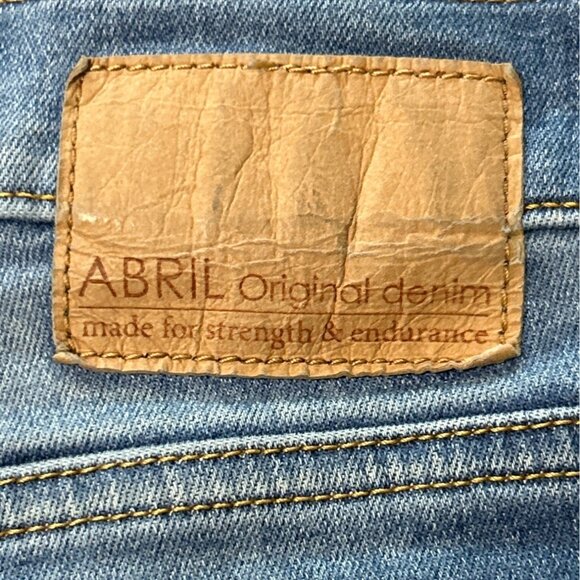 ABRIL Original denim
made for strength & endurance